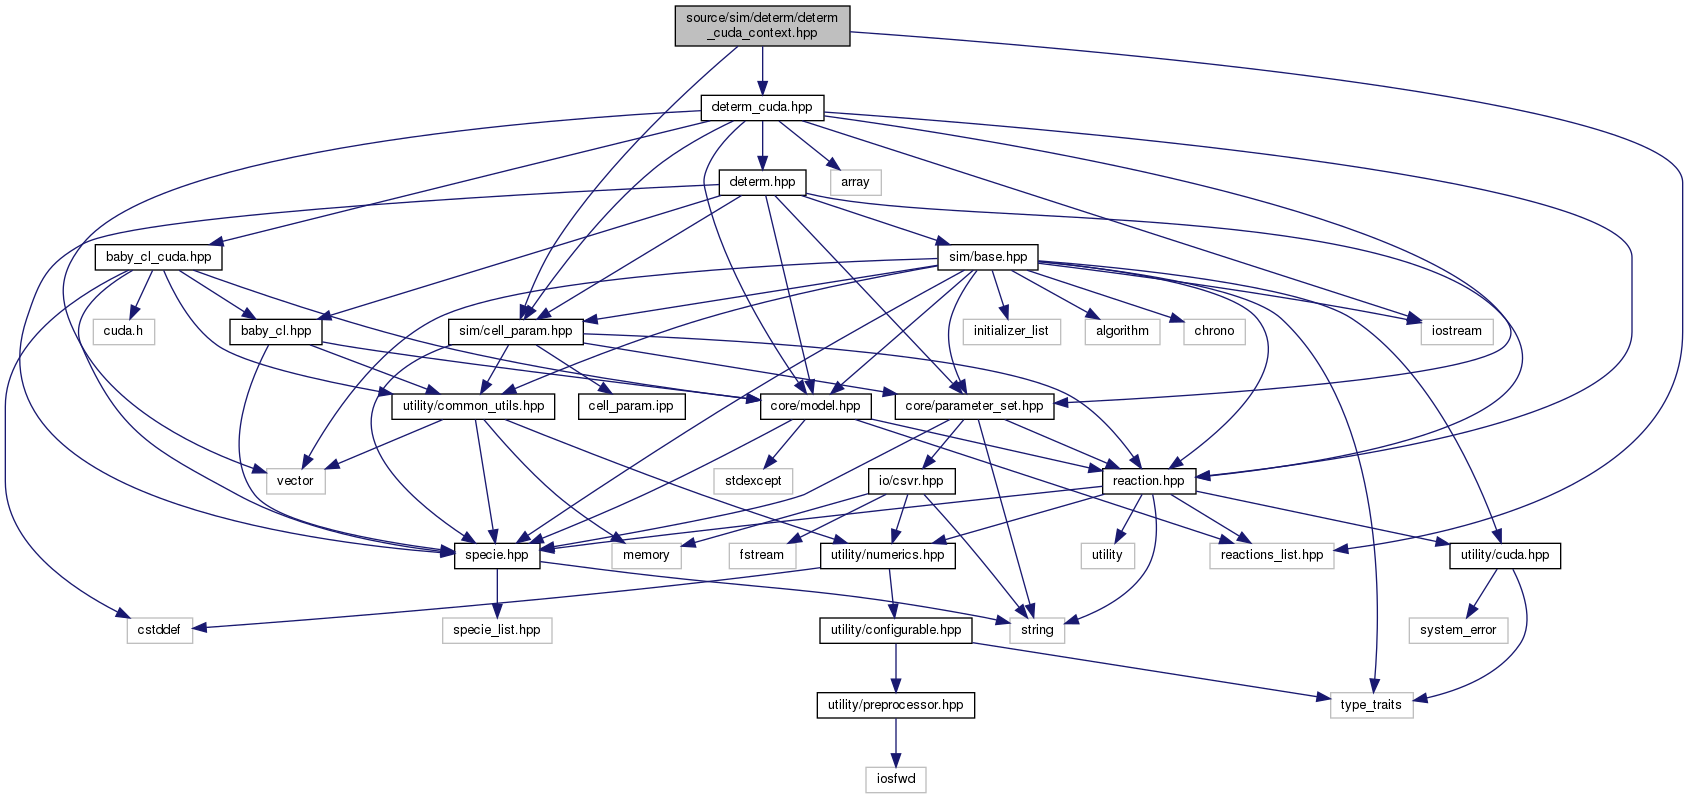 source/sim/determ/determ
_cuda_context.hpp
determ_cuda.hpp
determ.hpp
array
baby_cl_cuda.hpp
sim/base.hpp
cuda.h
baby_cl.hpp
sim/cell_param.hpp
initializer_list
algorithm
chrono
iostream
utility/common_utils.hpp
cell_param.ipp
core/model.hpp
core/parameter_set.hpp
vector
stdexcept
io/csvr.hpp
reaction.hpp
specie.hpp
memory
fstream
utility/numerics.hpp
utility
reactions_list.hpp
utility/cuda.hpp
cstddef
specie_list.hpp
utility/configurable.hpp
string
system_error
utility/preprocessor.hpp
type_traits
iosfwd